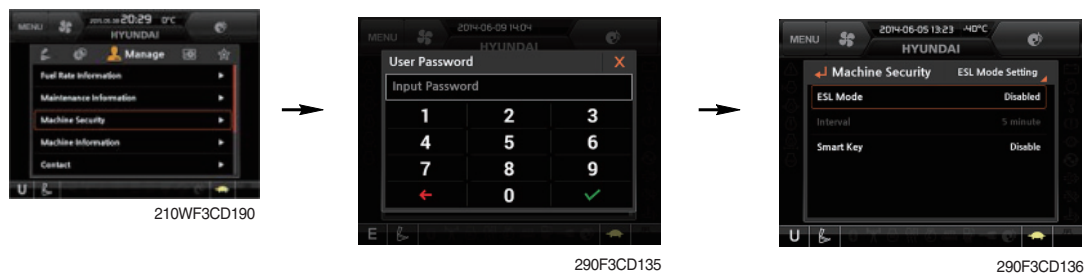 MENU
20:29 0°C
HYUNDAI
Manage
Fuel Rate Information
Maintenance Information
Machine Security
Machine Information
Contact
U
210WF3CD190
MENU
2014-06-09 14:04
HYUNDAI
User Password X
Input Password
1 2 3
4 5 6
7 8 9
0
E
290F3CD135
MENU
2014-06-05 13:23 -40°C
HYUNDAI
Machine Security ESL Mode Setting
ESL Mode Disabled
Interval 5 minute
Smart Key Disable
U
290F3CD136